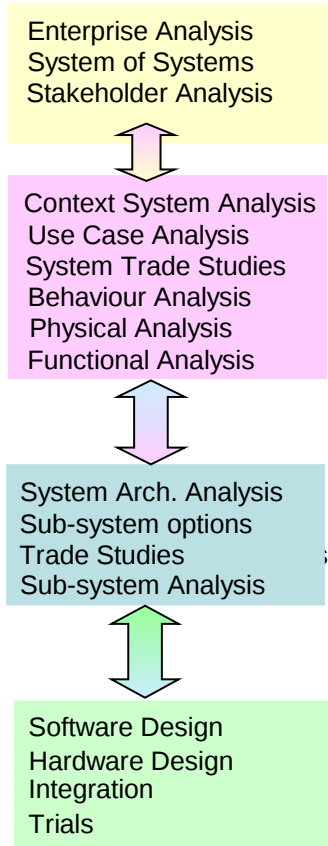 Enterprise Analysis
System of Systems
Stakeholder Analysis
Context System Analysis
Use Case Analysis
System Trade Studies
Behaviour Analysis
Physical Analysis
Functional Analysis
System Arch. Analysis
Sub-system options
Trade Studies
Sub-system Analysis
Software Design
Hardware Design
Integration
Trials